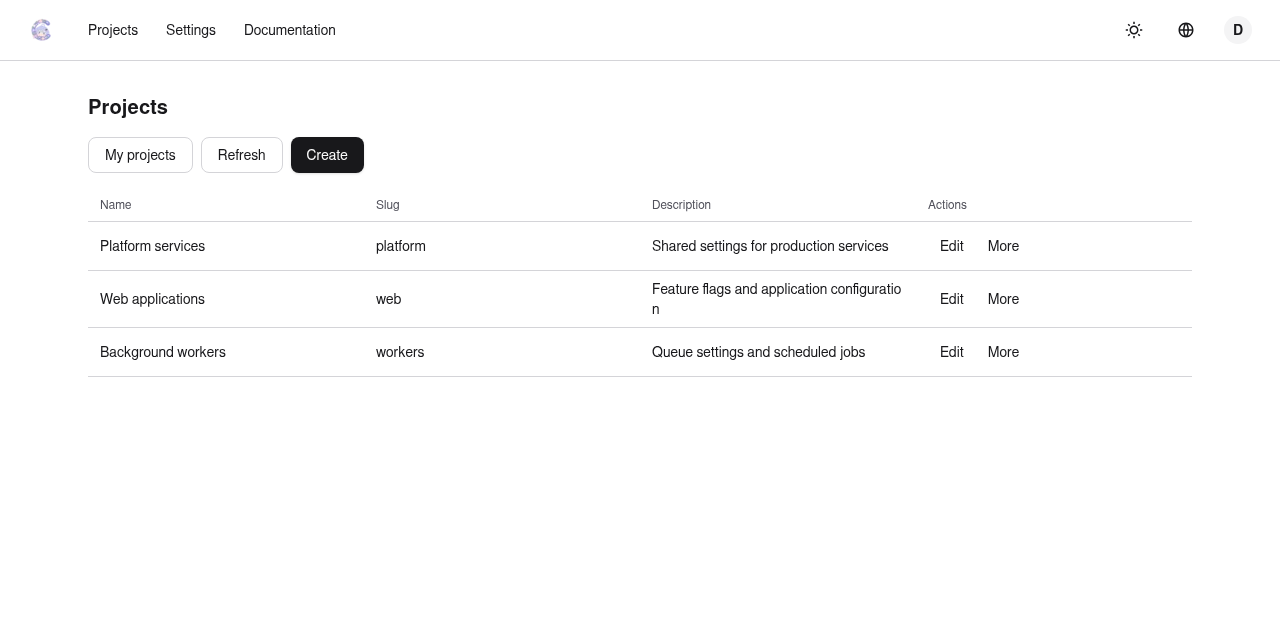 Projects Settings Documentation D
Projects
My projects Refresh Create
Name Slug Description Actions
Platform services platform Shared settings for production services Edit More
Web applications web Feature flags and application configuratio Edit More
n
Background workers workers Queue settings and scheduled jobs Edit More